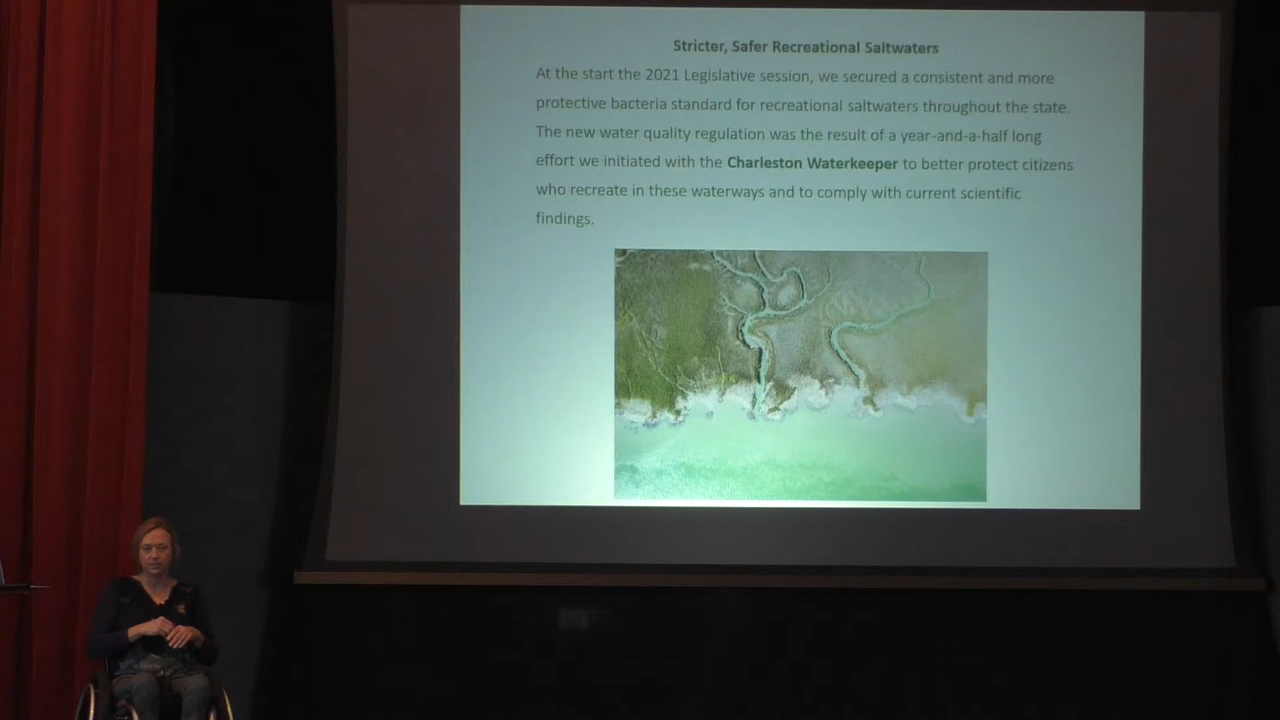 Stricter, Safer Recreational Saltwaters
At the start the 2021 Legislative session, we secured a consistent and more
protective bacteria standard for recreational saltwaters throughout the state.
The new water quality regulation was the result of a year-and-a-half long
effort we initiated with the Charleston Waterkeeper to better protect citizens
who recreate in these waterways and to comply with current scientific
findings.